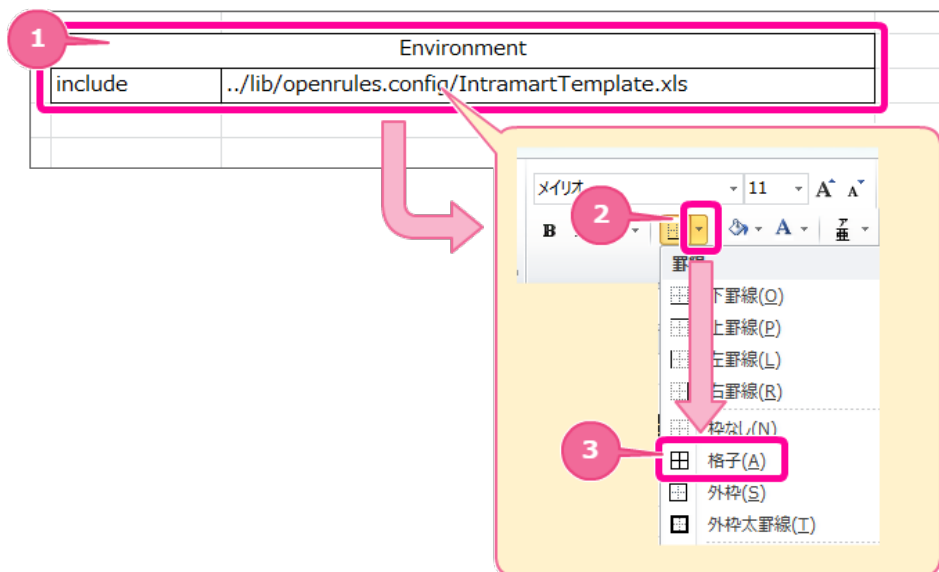 1
Environment
include ../lib/openrules.config/IntramartTemplate.xls
メイリオ 11 A A
2
B A ア亜
下罫線(O)
上罫線(P)
左罫線(L)
右罫線(R)
枠なし(N)
3
格子(A)
外枠(S)
外枠太罫線(T)